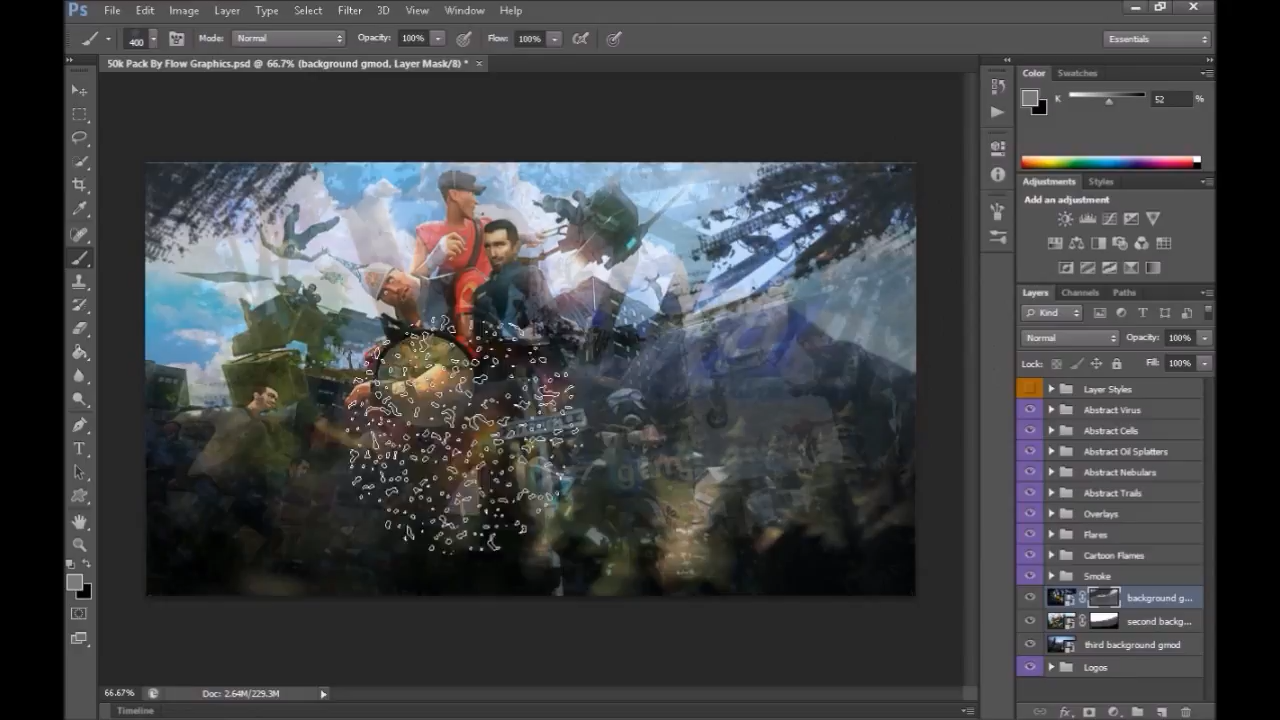 Ps File Edit Image Layer Type Select Filter 3D View Window Help
400 Mode: Normal Opacity: 100% Flow: 100% Essentials
50k Pack By Flow Graphics.psd @ 66.7% (background gmod, Layer Mask/8) *
Color Swatches
K 52 %
Adjustments Styles
Add an adjustment
Layers Channels Paths
Kind
Normal Opacity: 100%
Lock: Fill: 100%
Layer Styles
Abstract Virus
Abstract Cells
Abstract Oil Splatters
Abstract Nebulars
Abstract Trails
Overlays
Flares
Cartoon Flames
Smoke
background g...
second backg...
third background gmod
Logos
66.67% Doc: 2.64M/229.3M
Timeline